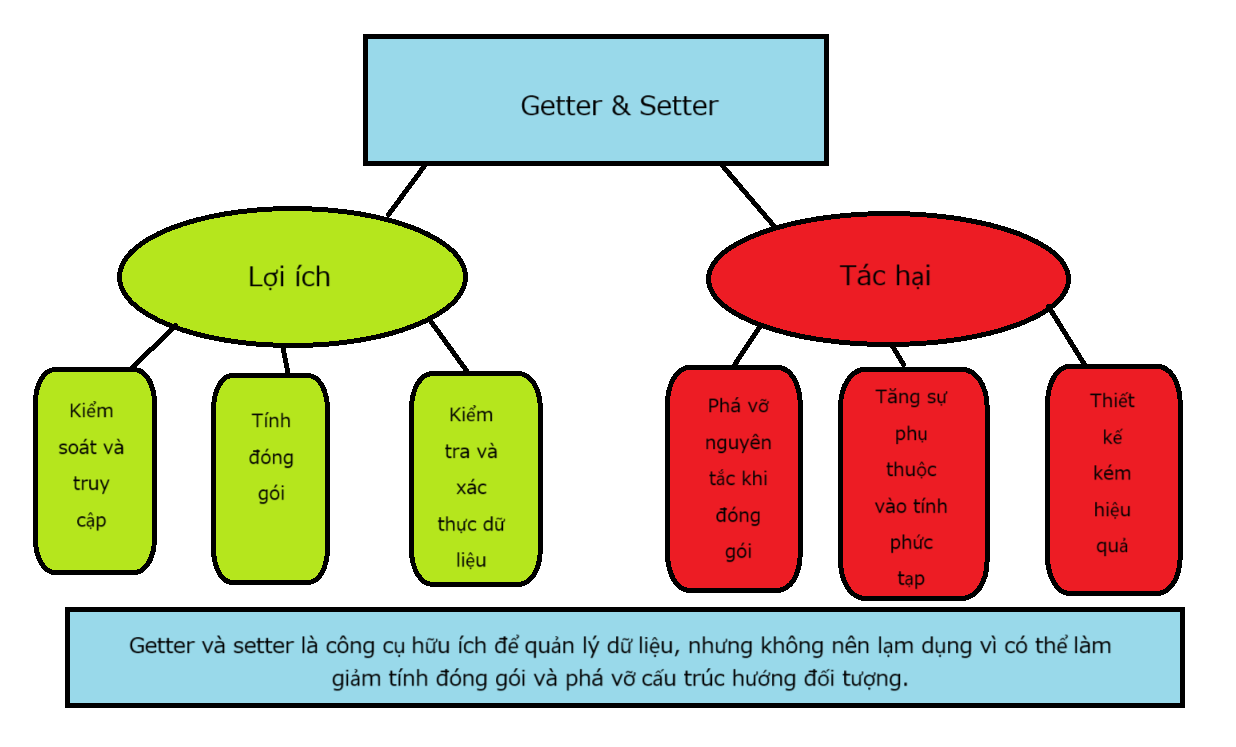 Getter & Setter
Lợi ích
Tác hại
Kiểm
soát và
truy
cập
Tính
đóng
gói
Kiểm
tra và
xác
thực dữ
liệu
Phá vỡ
nguyên
tắc khi
đóng
gói
Tăng sự
phụ
thuộc
vào tính
phức
tạp
Thiết
kế
kém
hiệu
quả
Getter và setter là công cụ hữu ích để quản lý dữ liệu, nhưng không nên lạm dụng vì có thể làm
giảm tính đóng gói và phá vỡ cấu trúc hướng đối tượng.